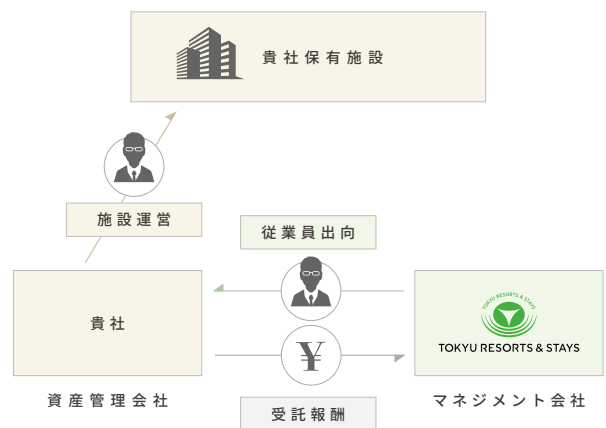 貴社保有施設
施設運営
従業員出向
貴社
TOKYU RESORTS & STAYS
TOKYU RESORTS & STAYS
¥
資産管理会社
マネジメント会社
受託報酬